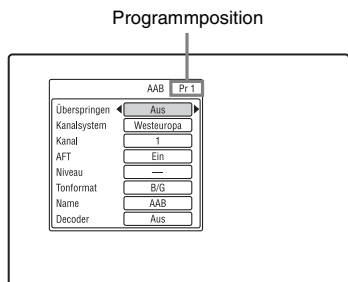 Programmposition
AAB Pr 1
Überspringen Aus
Kanalsystem Westeuropa
Kanal 1
AFT Ein
Niveau —
Tonformat B/G
Name AAB
Decoder Aus